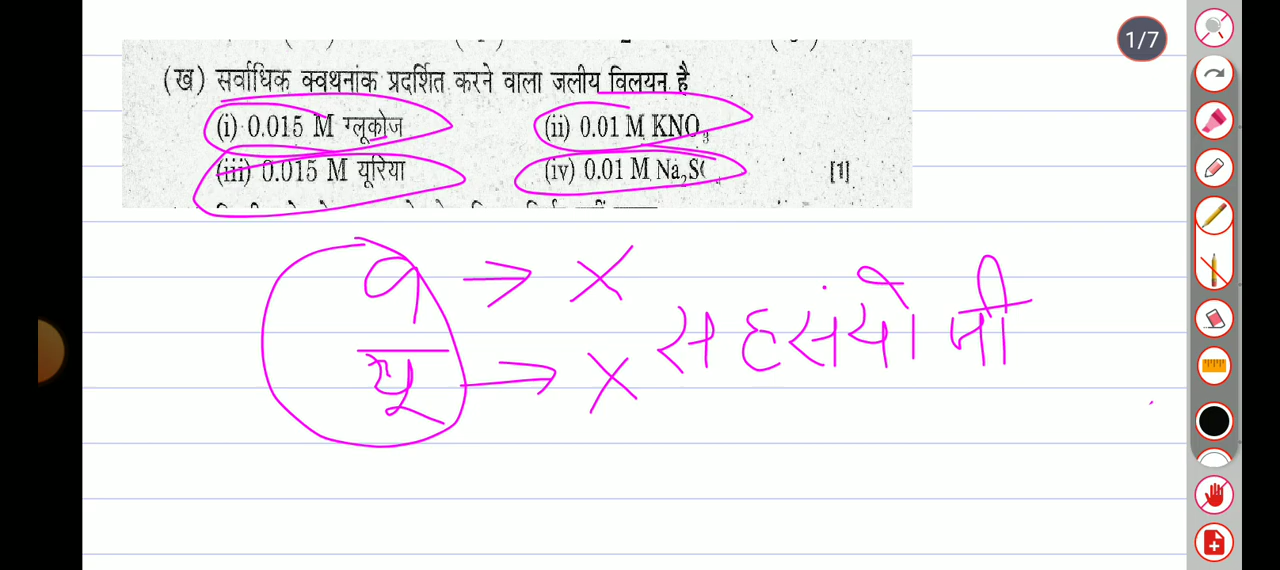 1/7
(ख) सर्वाधिक क्वथनांक प्रदर्शित करने वाला जलीय विलयन है
(i) 0.015 M ग्लूकोज (ii) 0.01 M KNO₃
(iii) 0.015 M यूरिया (iv) 0.01 M Na₂S [1]
→ ×
यू → ×
सहसंयोजी